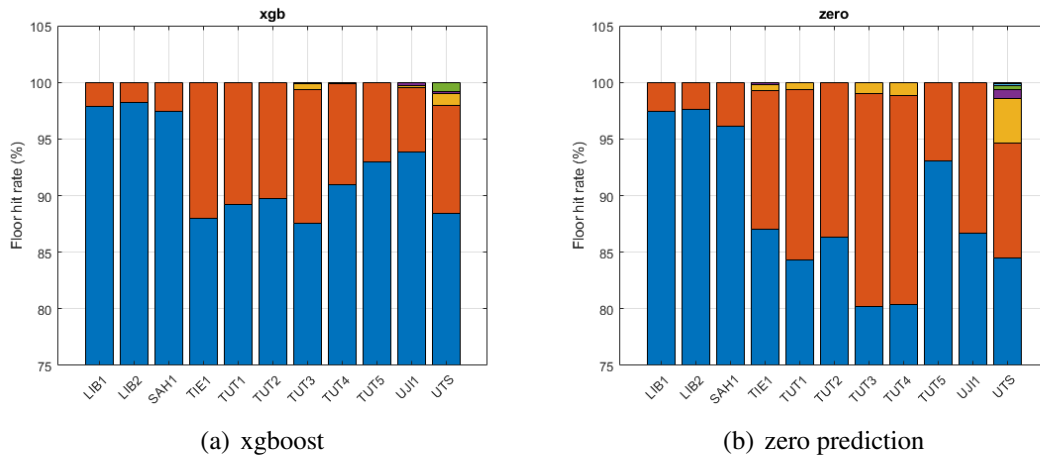 xgb
105
100
95
90
85
80
75
Floor hit rate (%)
LIB1
LIB2
SAH1
TIE1
TUT1
TUT2
TUT3
TUT4
TUT5
UJI1
UTS
(a) xgboost
zero
105
100
95
90
85
80
75
Floor hit rate (%)
LIB1
LIB2
SAH1
TIE1
TUT1
TUT2
TUT3
TUT4
TUT5
UJI1
UTS
(b) zero prediction